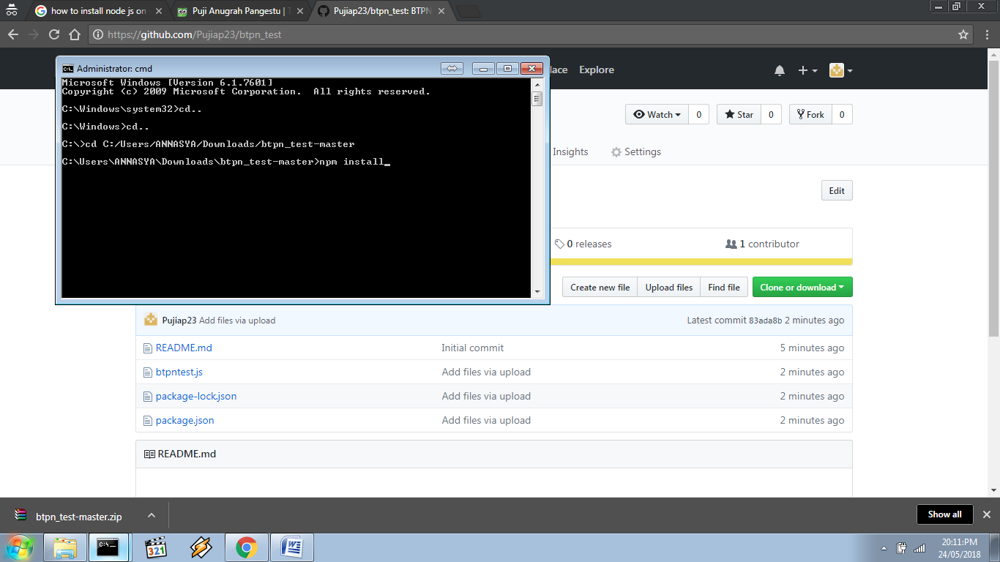 how to install node js on
Puji Anugrah Pangestu | T
Pujiap23/btpn_test: BTPN
https://github.com/Pujiap23/btpn_test
Administrator: cmd
lace Explore
Microsoft Windows [Version 6.1.7601]
Copyright (c) 2009 Microsoft Corporation.  All rights reserved.
C:\Windows\system32>cd..
C:\Windows>cd..
C:\>cd C:/Users/ANNASYA/Downloads/btpn_test-master
C:\Users\ANNASYA\Downloads\btpn_test-master>npm install_
Watch 0 Star 0 Fork 0
Insights Settings
Edit
0 releases 1 contributor
Create new file Upload files Find file Clone or download
Pujiap23 Add files via upload Latest commit 83ada8b 2 minutes ago
README.md Initial commit 5 minutes ago
btpntest.js Add files via upload 2 minutes ago
package-lock.json Add files via upload 2 minutes ago
package.json Add files via upload 2 minutes ago
README.md
btpn_test-master.zip Show all
C:\
321
20:11:PM
24/05/2018